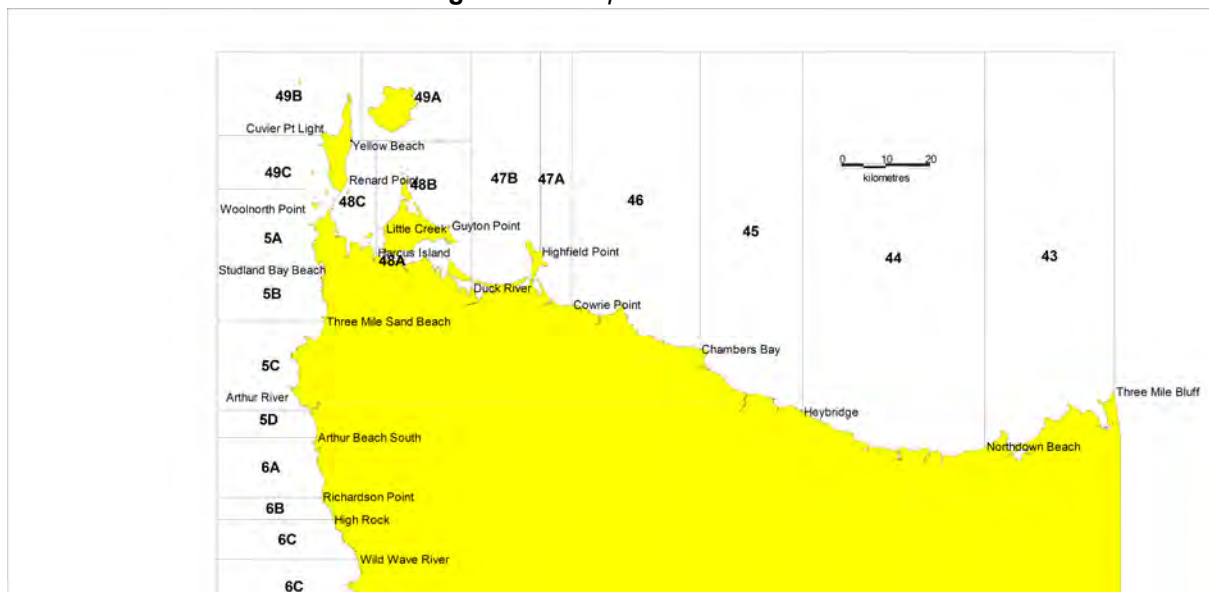 49B
49A
Cuvier Pt Light
Yellow Beach
49C
Renard Point
48B
47B
47A
48C
46
Woolnorth Point
Little Creek
Guyton Point
5A
Harcus Island
48A
Highfield Point
Studland Bay Beach
5B
Duck River
Cowrie Point
Three Mile Sand Beach
0 10 20
kilometres
45
44
43
Chambers Bay
5C
Arthur River
Heybridge
Three Mile Bluff
5D
Arthur Beach South
Northdown Beach
6A
Richardson Point
6B
High Rock
6C
Wild Wave River
6C